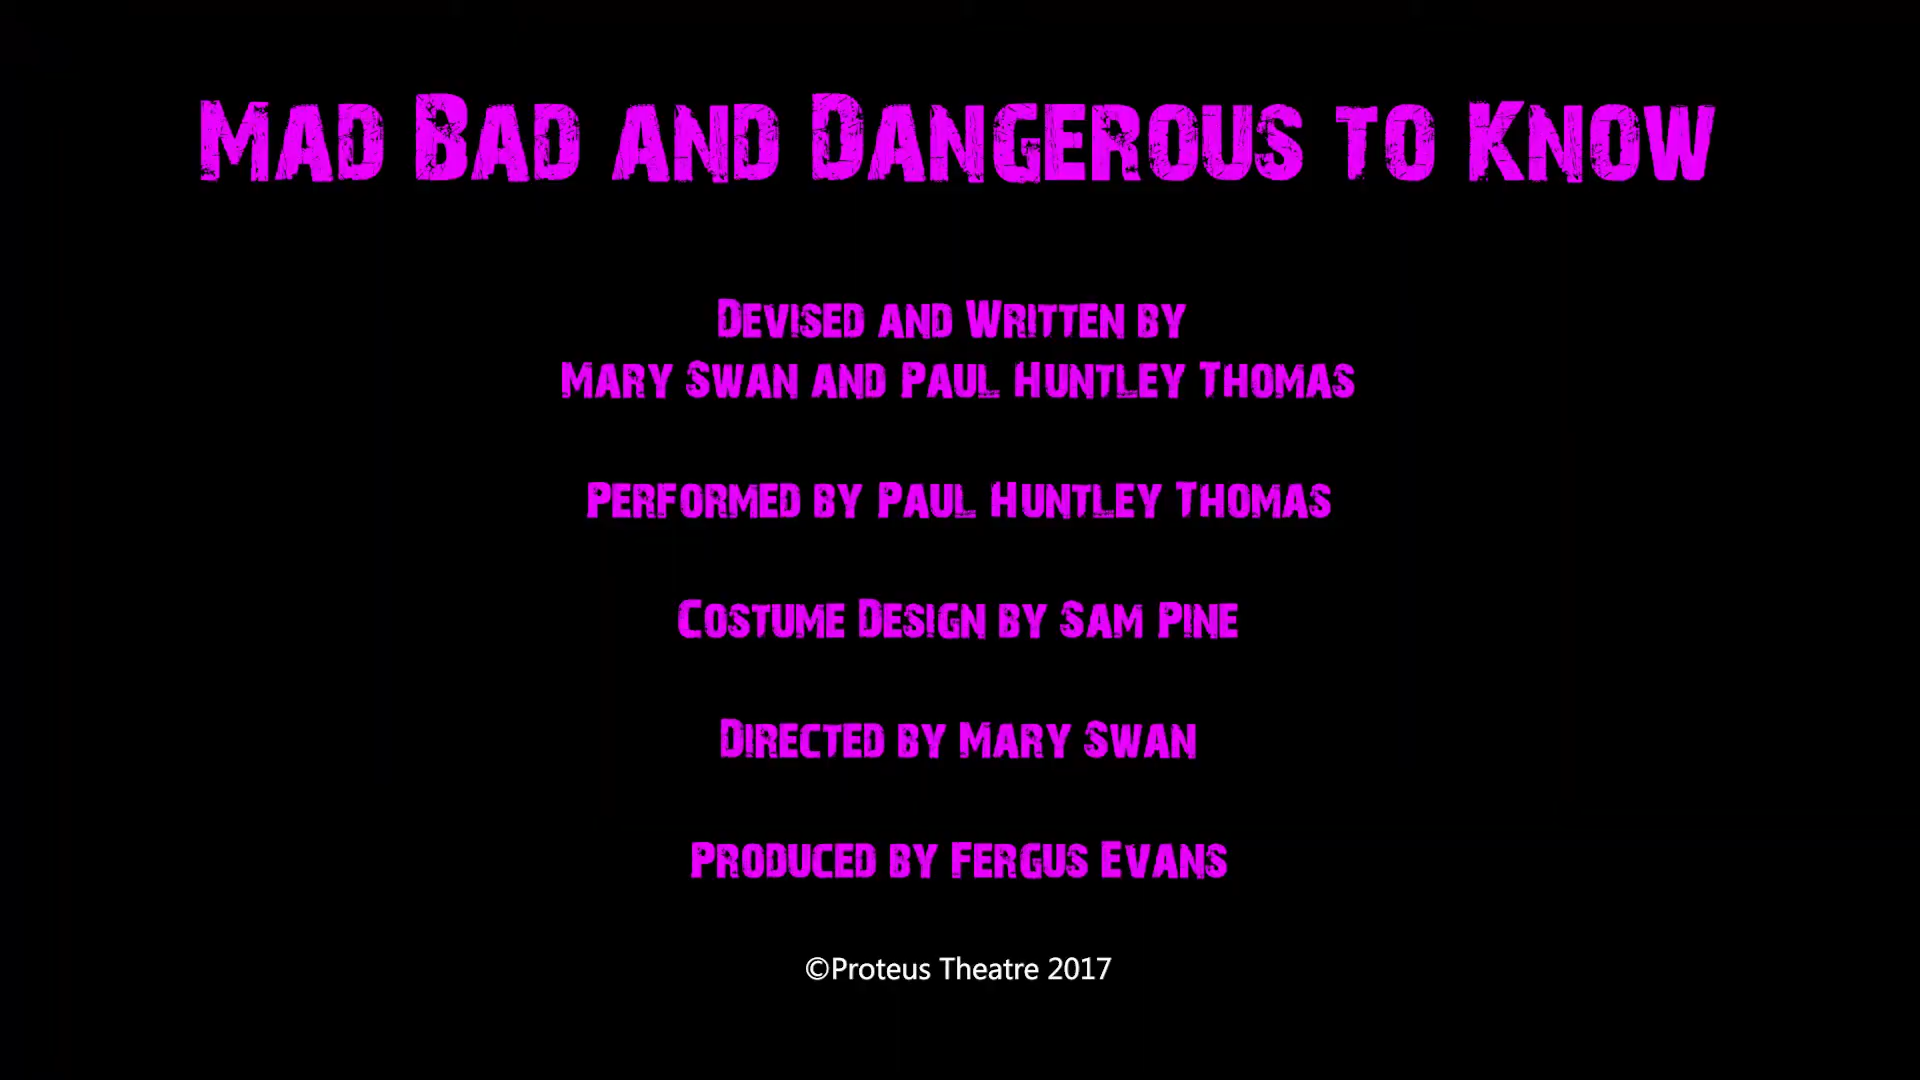 Mad Bad and Dangerous to Know
Devised and Written by
Mary Swan and Paul Huntley Thomas
Performed by Paul Huntley Thomas
Costume Design by Sam Pine
Directed by Mary Swan
Produced by Fergus Evans
©Proteus Theatre 2017